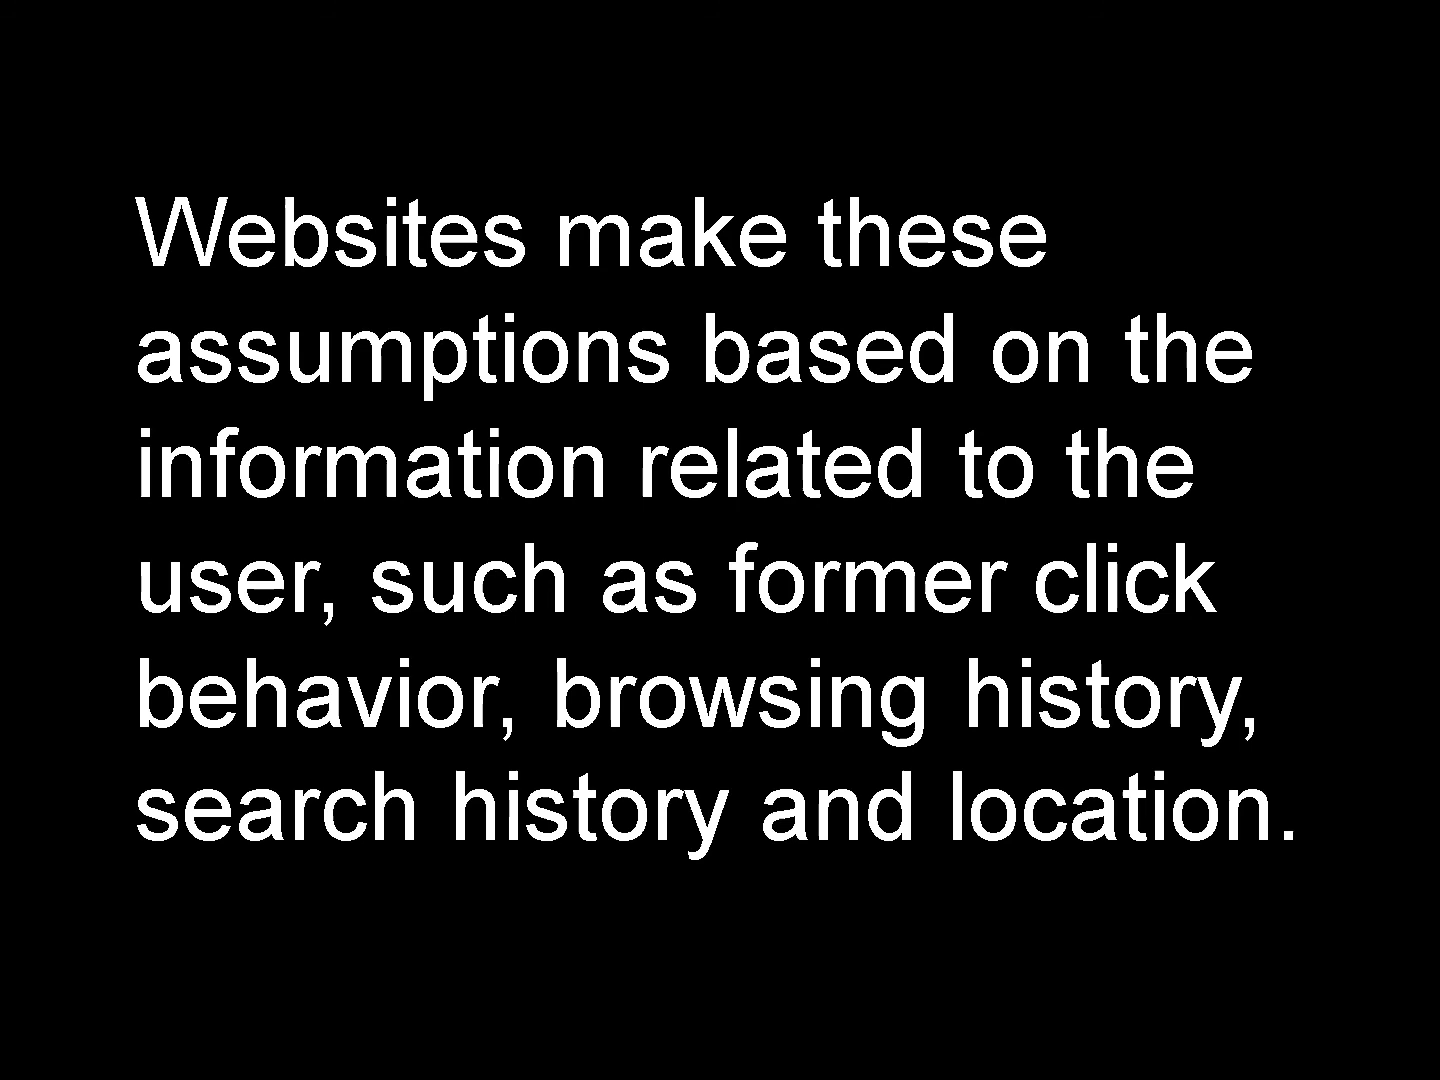 Websites make these
assumptions based on the
information related to the
user, such as former click
behavior, browsing history,
search history and location.